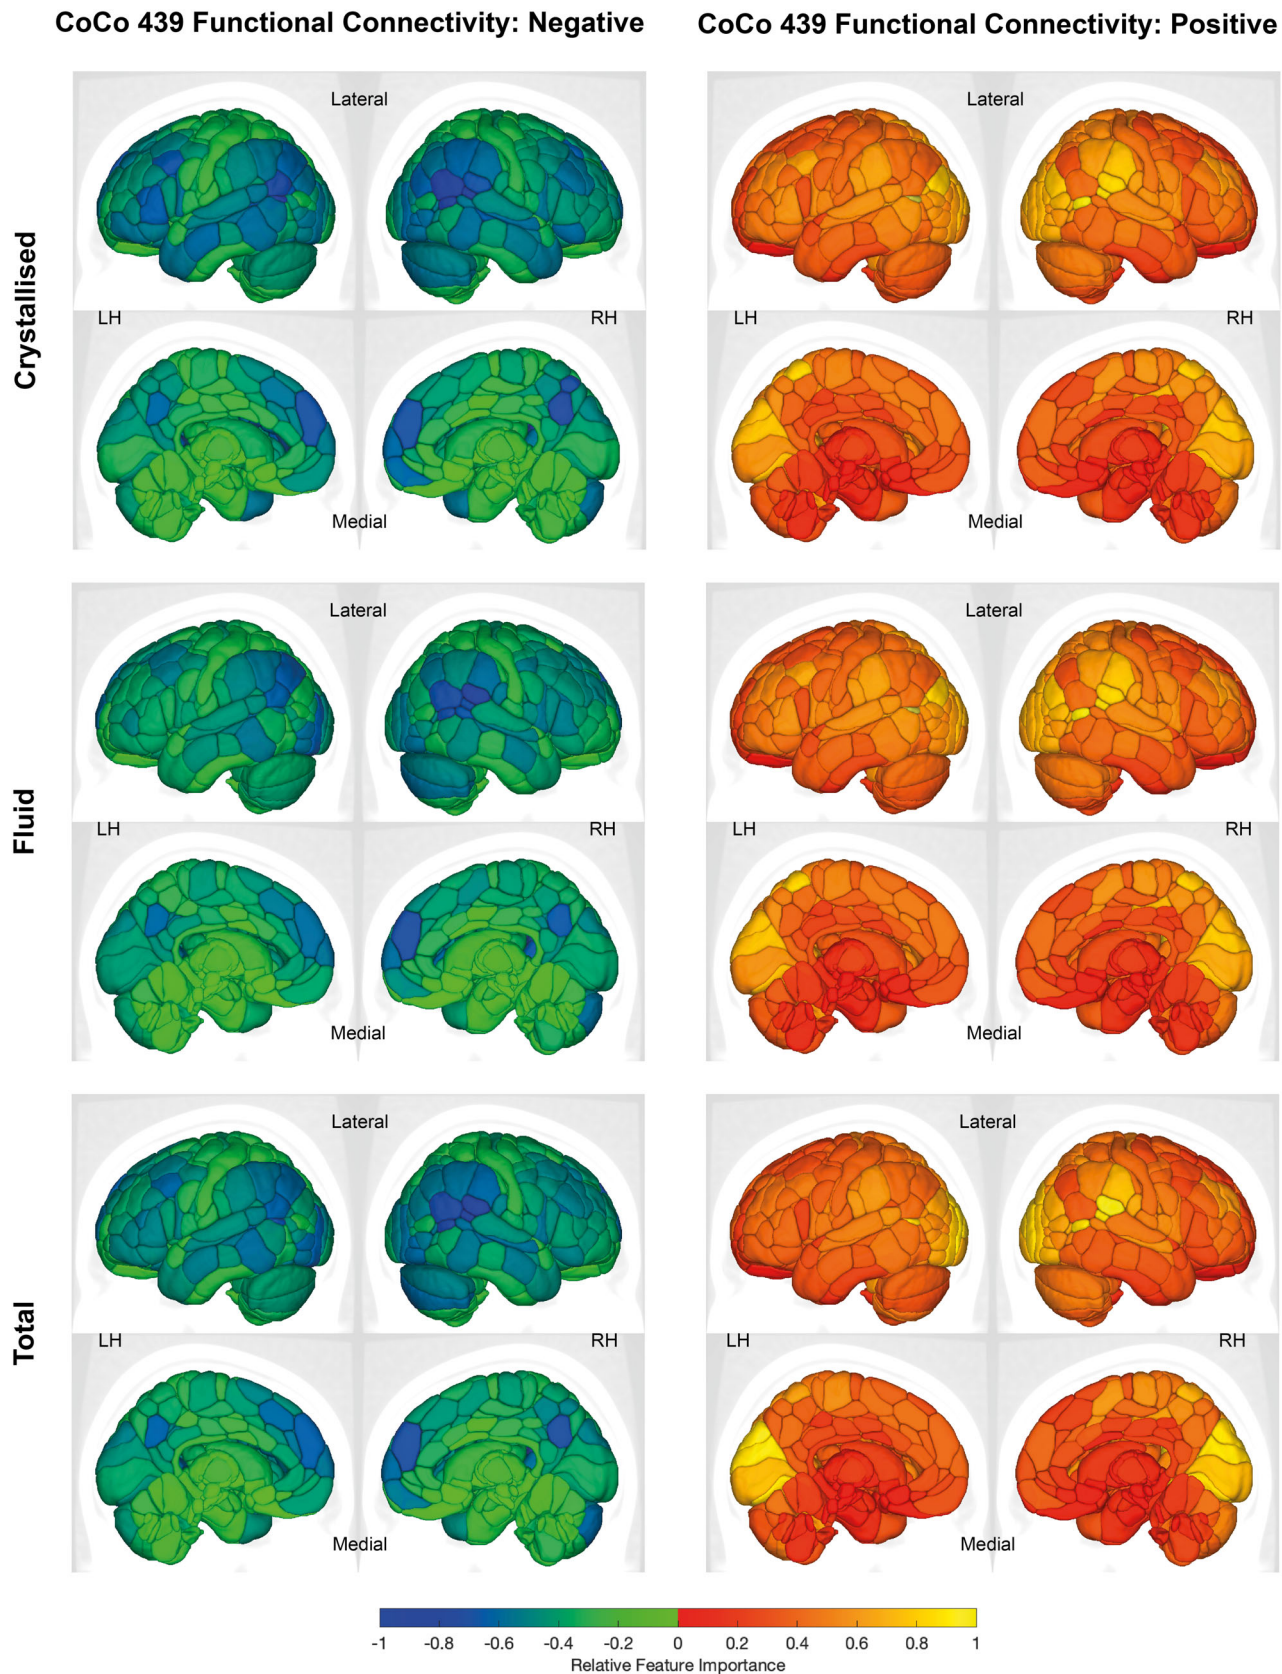 CoCo 439 Functional Connectivity: Negative
CoCo 439 Functional Connectivity: Positive
Crystallised
Lateral
LH
RH
Medial
Lateral
LH
RH
Medial
Fluid
Lateral
LH
RH
Medial
Lateral
LH
RH
Medial
Total
Lateral
LH
RH
Medial
Lateral
LH
RH
Medial
-1 -0.8 -0.6 -0.4 -0.2 0 0.2 0.4 0.6 0.8 1
Relative Feature Importance